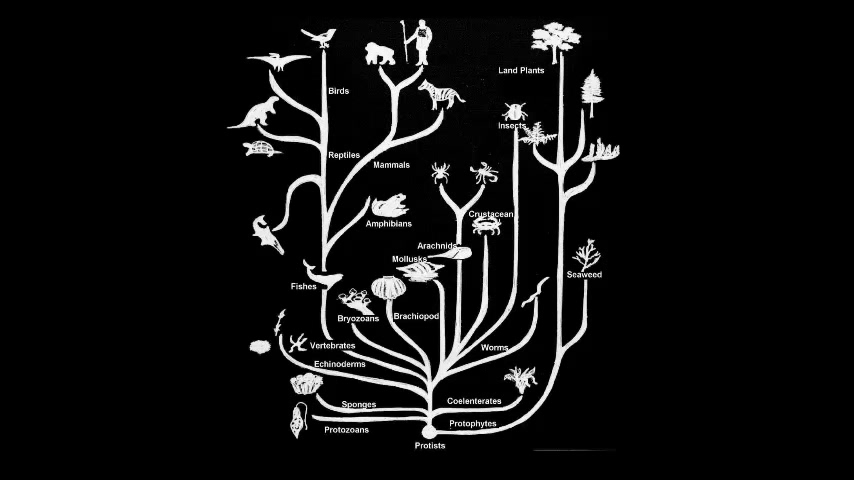 Land Plants
Birds
Insects
Reptiles
Mammals
Crustacean
Amphibians
Arachnids
Mollusks
Seaweed
Fishes
Brachiopod
Bryozoans
Vertebrates
Worms
Echinoderms
Sponges
Coelenterates
Protozoans
Protophytes
Protists